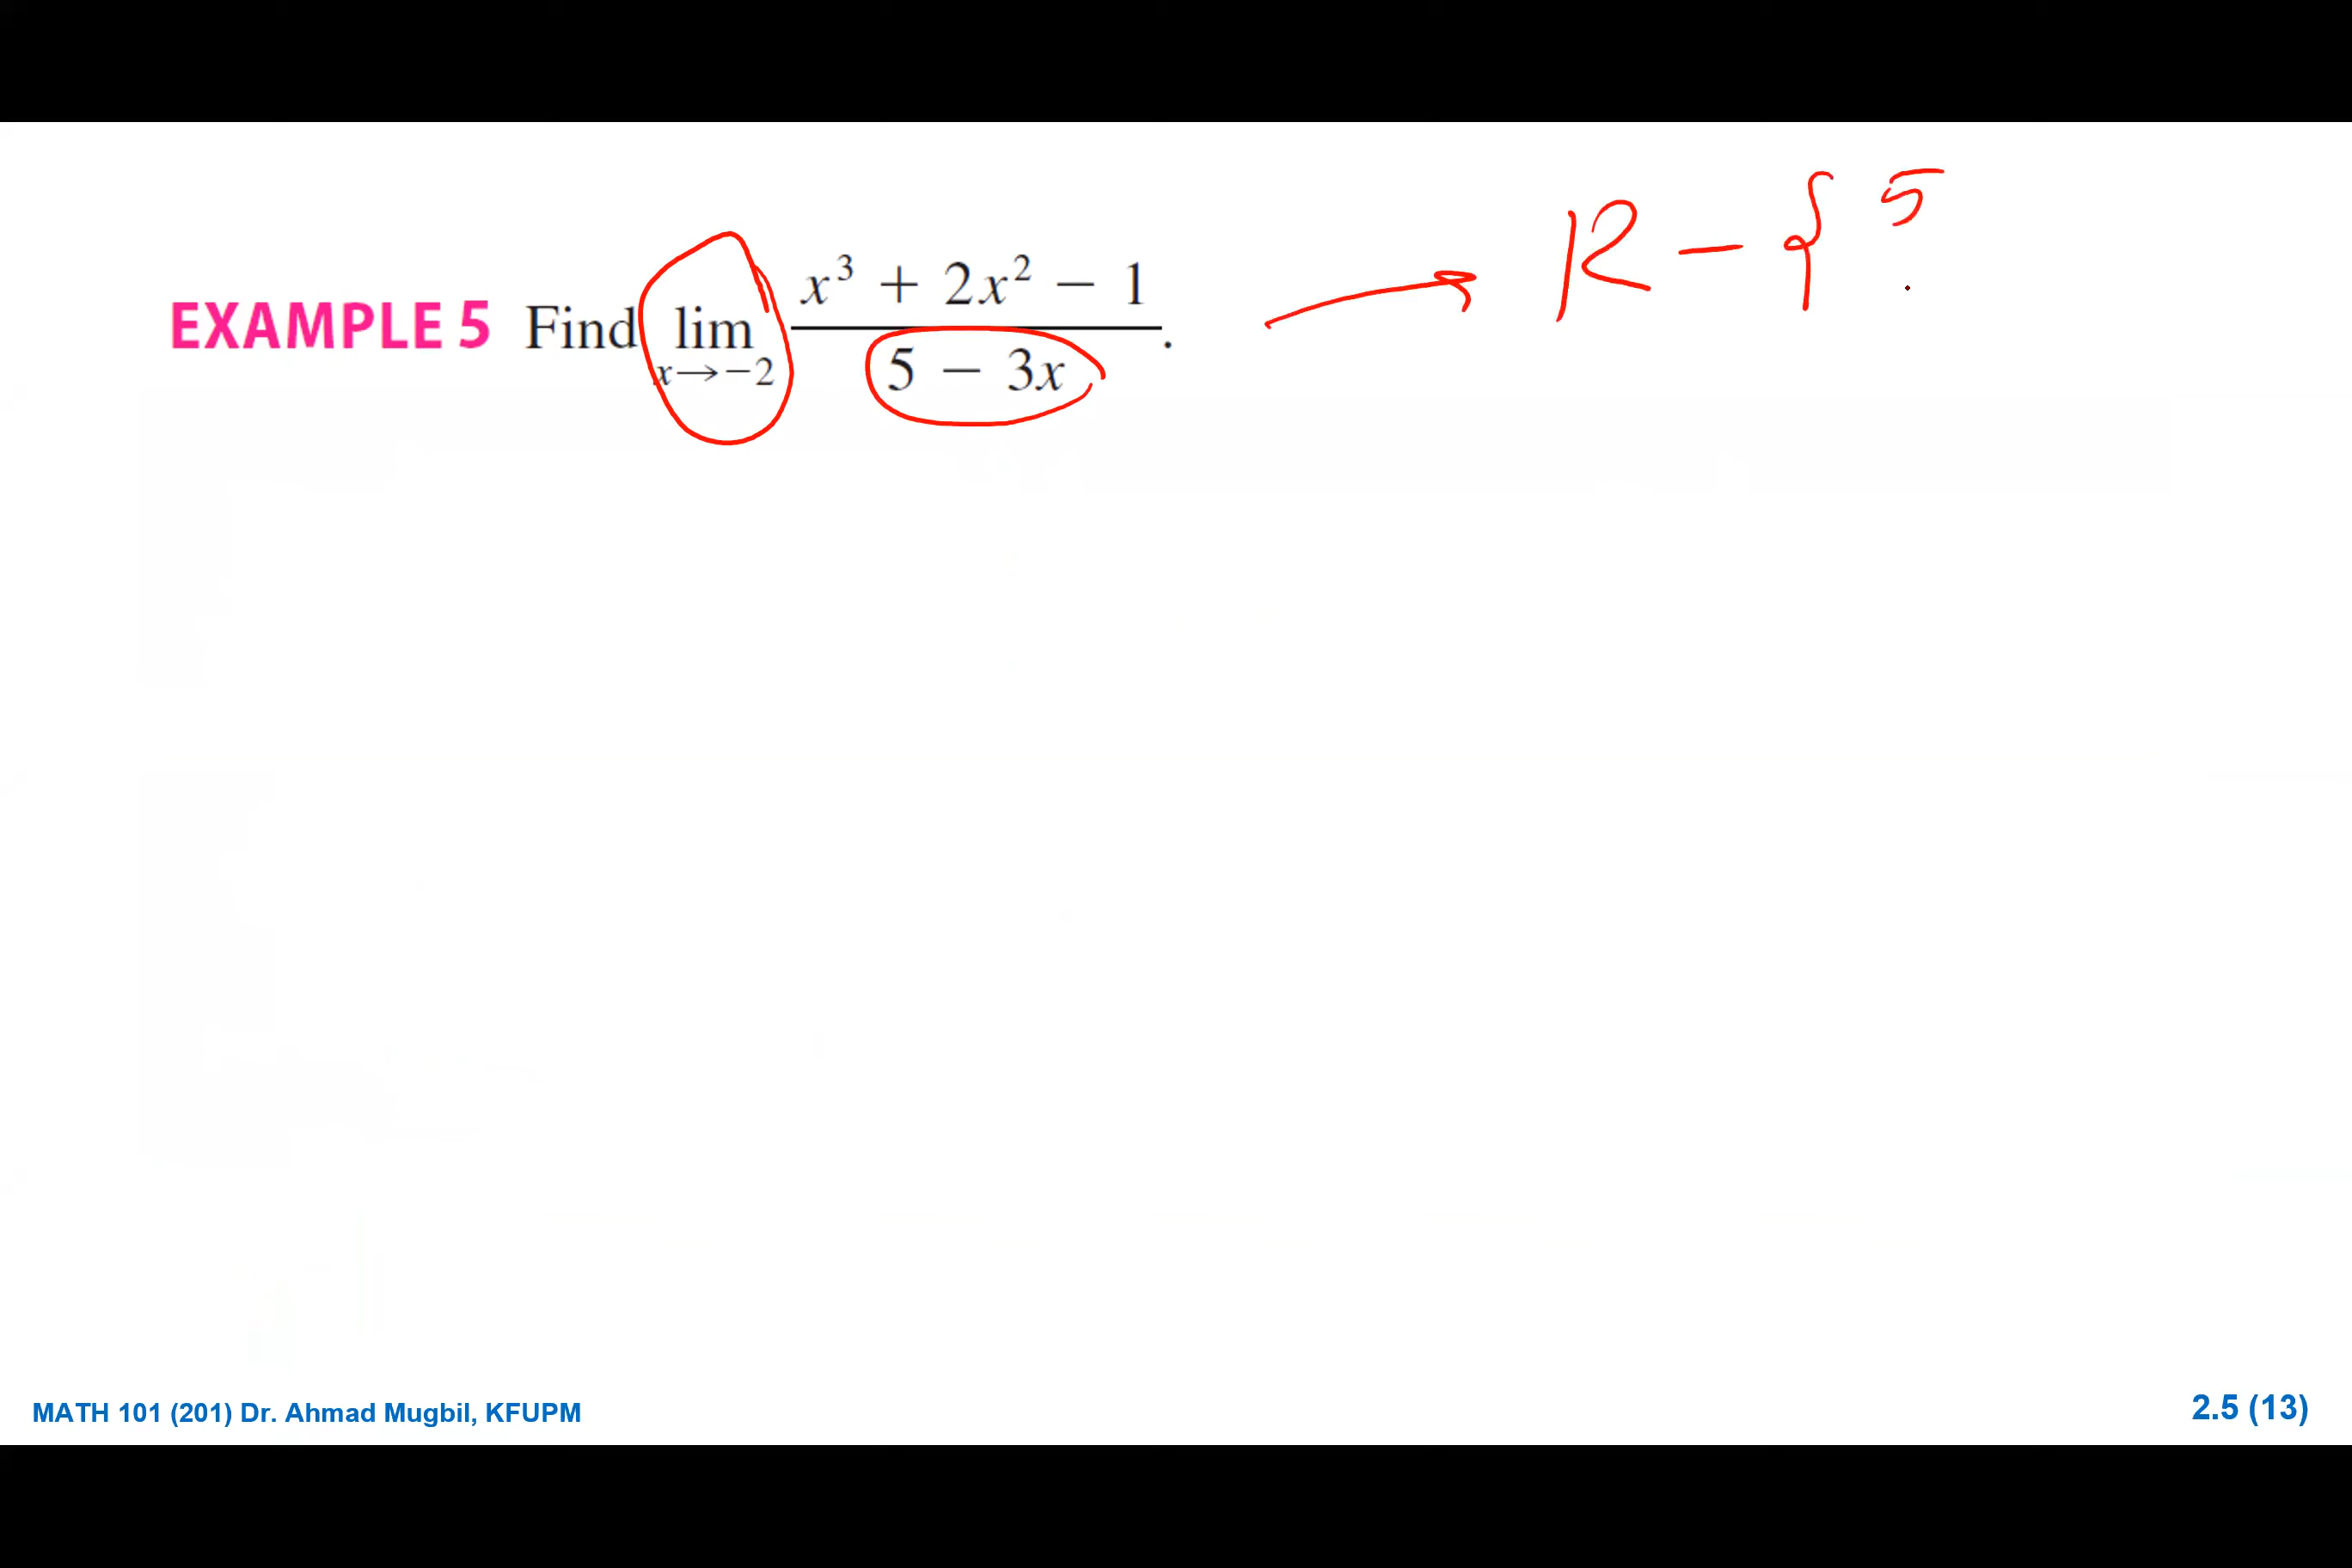 EXAMPLE 5 Find lim x→−2 (x³ + 2x² − 1)/(5 − 3x). → R − { 5
MATH 101 (201) Dr. Ahmad Mugbil, KFUPM
2.5 (13)